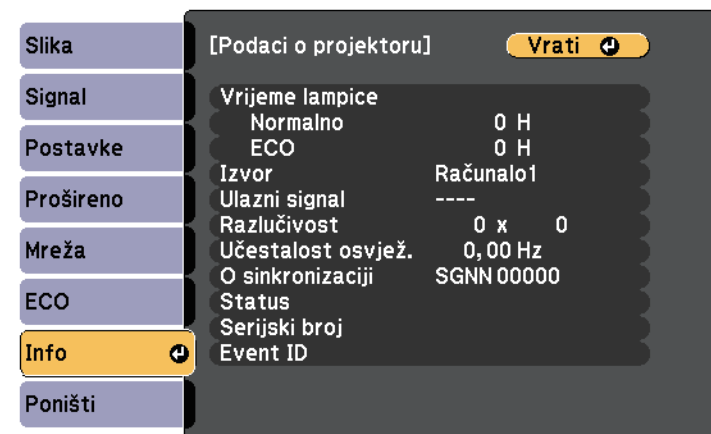 Slika
Signal
Postavke
Prošireno
Mreža
ECO
Info
Poništi
[Podaci o projektoru]
Vrati
Vrijeme lampice
Normalno 0 H
ECO 0 H
Izvor Računalo1
Ulazni signal ----
Razlučivost 0 x 0
Učestalost osvjež. 0,00 Hz
O sinkronizaciji SGNN 00000
Status
Serijski broj
Event ID